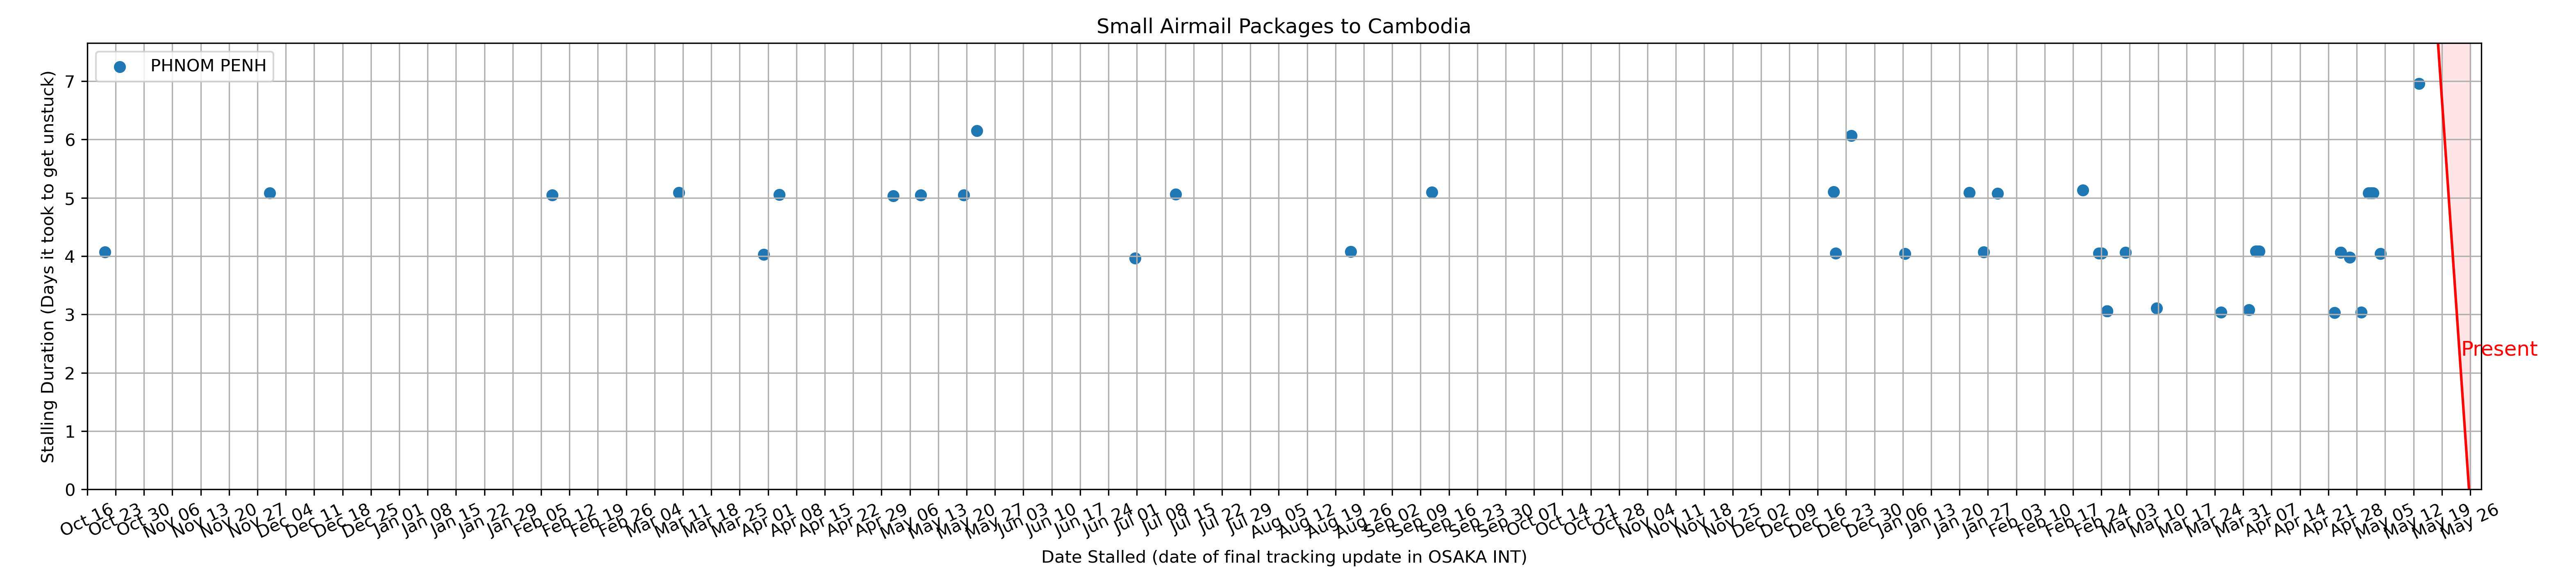 Small Airmail Packages to Cambodia
PHNOM PENH
Stalling Duration (Days it took to get unstuck)
7
6
5
4
3
2
1
0
Present
Oct 16
Oct 23
Oct 30
Nov 06
Nov 13
Nov 20
Nov 27
Dec 04
Dec 11
Dec 18
Dec 25
Jan 01
Jan 08
Jan 15
Jan 22
Jan 29
Feb 05
Feb 12
Feb 19
Feb 26
Mar 04
Mar 11
Mar 18
Mar 25
Apr 01
Apr 08
Apr 15
Apr 22
Apr 29
May 06
May 13
May 20
May 27
Jun 03
Jun 10
Jun 17
Jun 24
Jul 01
Jul 08
Jul 15
Jul 22
Jul 29
Aug 05
Aug 12
Aug 19
Aug 26
Sep 02
Sep 09
Sep 16
Sep 23
Sep 30
Oct 07
Oct 14
Oct 21
Oct 28
Nov 04
Nov 11
Nov 18
Nov 25
Dec 02
Dec 09
Dec 16
Dec 23
Dec 30
Jan 06
Jan 13
Jan 20
Jan 27
Feb 03
Feb 10
Feb 17
Feb 24
Mar 03
Mar 10
Mar 17
Mar 24
Mar 31
Apr 07
Apr 14
Apr 21
Apr 28
May 05
May 12
May 19
May 26
Date Stalled (date of final tracking update in OSAKA INT)